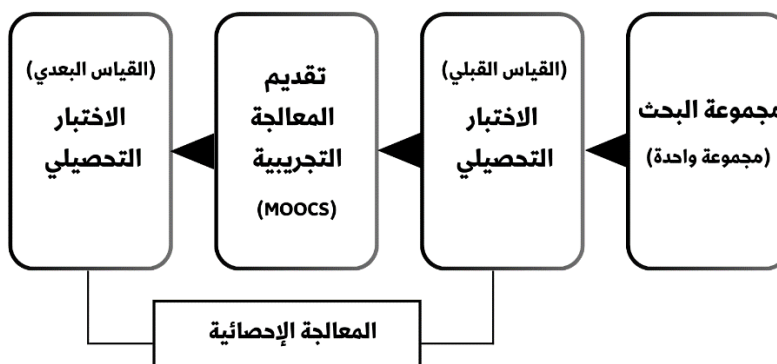 مجموعة البحث
(مجموعة واحدة)
(القياس القبلي)
الاختبار
التحصيلي
تقديم
المعالجة
التجريبية
(MOOCS)
(القياس البعدي)
الاختبار
التحصيلي
المعالجة الإحصائية